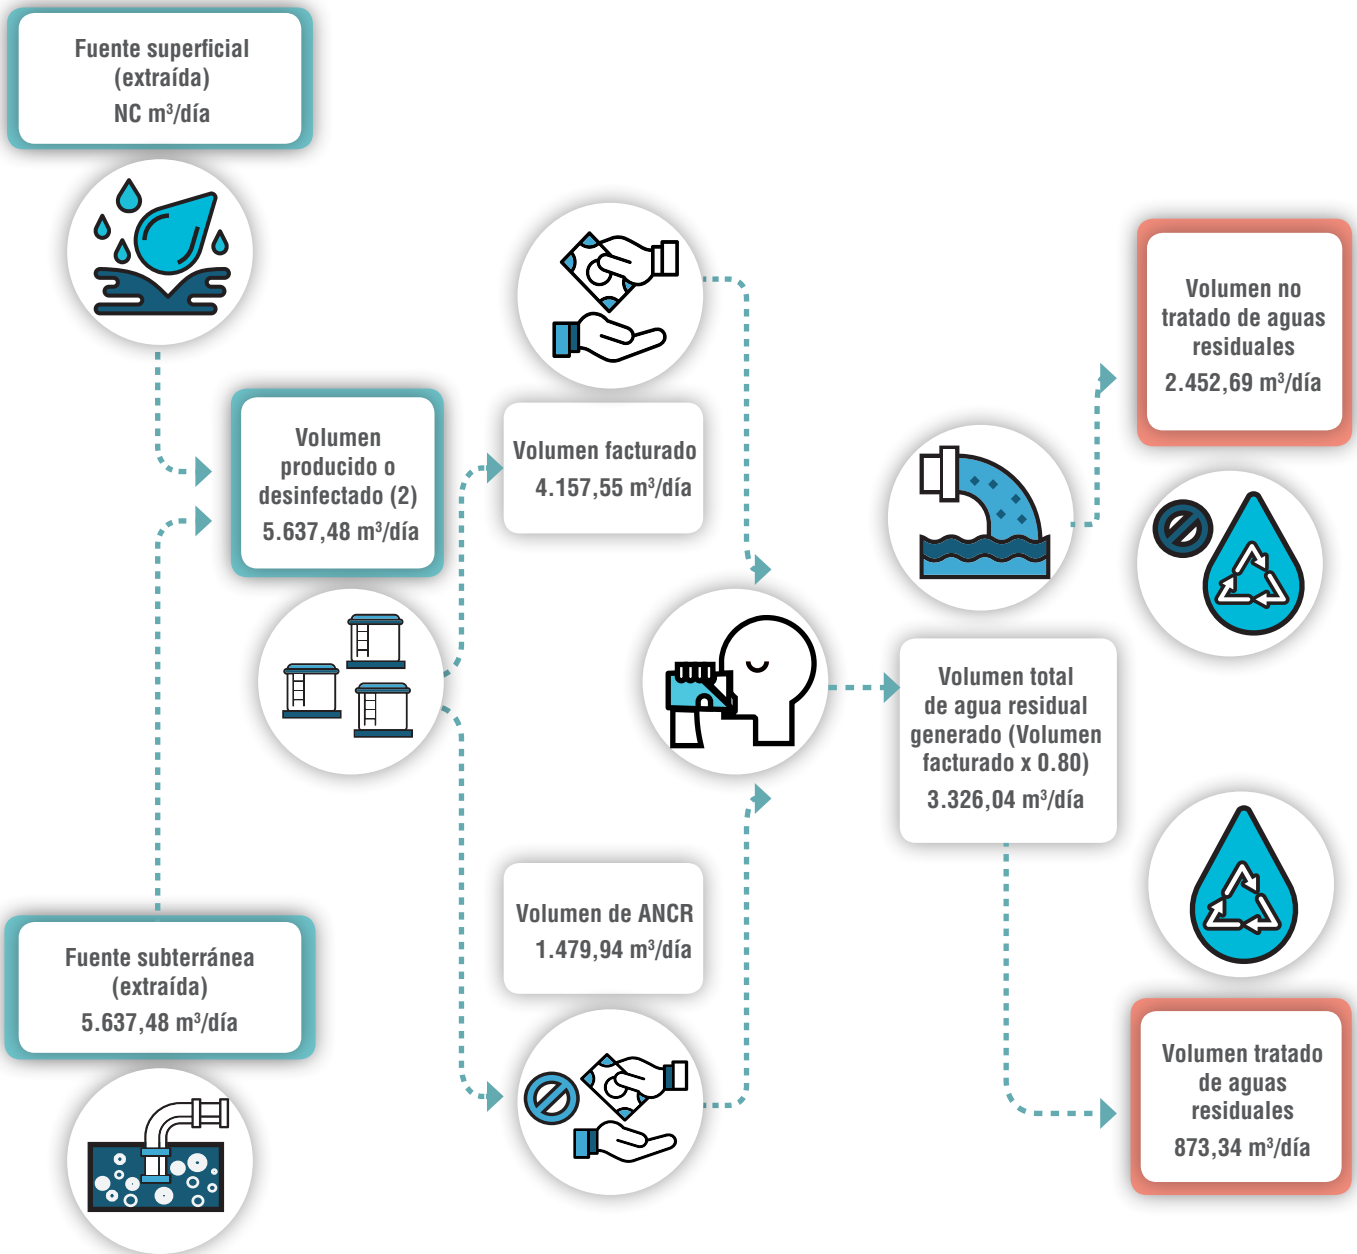 Fuente superficial
(extraída)
NC m³/día
Volumen
producido o
desinfectado (2)
5.637,48 m³/día
Fuente subterránea
(extraída)
5.637,48 m³/día
Volumen facturado
4.157,55 m³/día
Volumen de ANCR
1.479,94 m³/día
Volumen total
de agua residual
generado (Volumen
facturado x 0.80)
3.326,04 m³/día
Volumen no
tratado de aguas
residuales
2.452,69 m³/día
Volumen tratado
de aguas
residuales
873,34 m³/día